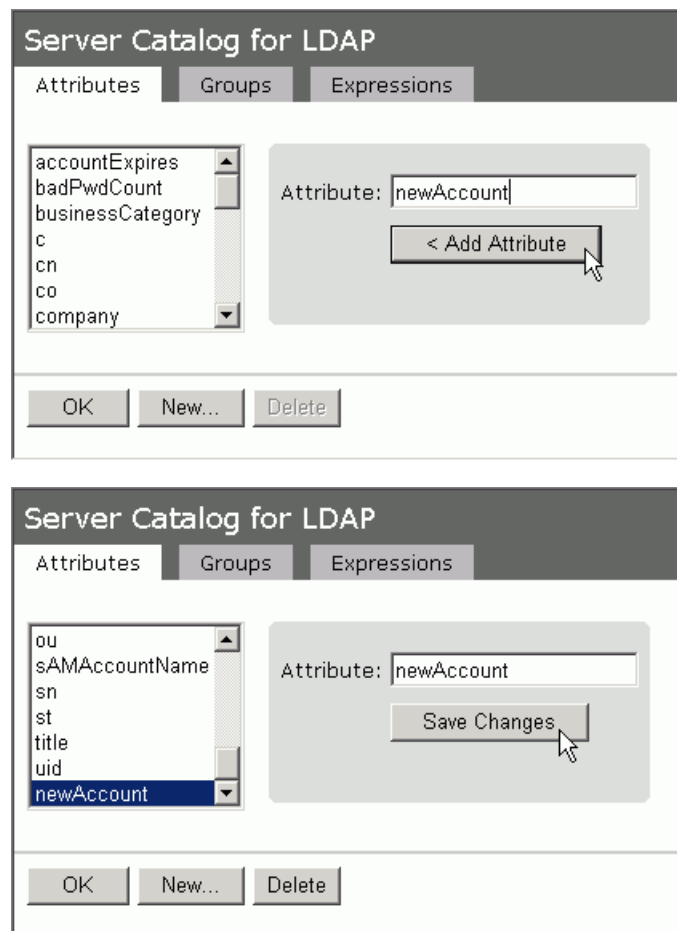 Server Catalog for LDAP
Attributes Groups Expressions
accountExpires
badPwdCount
businessCategory
c
cn
co
company
Attribute: newAccount
< Add Attribute
OK New... Delete
Server Catalog for LDAP
Attributes Groups Expressions
ou
sAMAccountName
sn
st
title
uid
newAccount
Attribute: newAccount
Save Changes
OK New... Delete